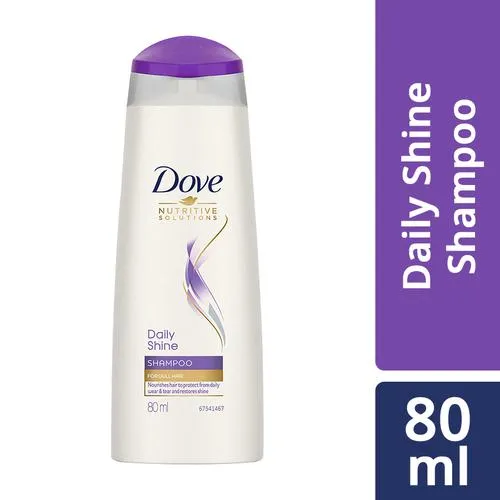 Dove
NUTRITIVE
SOLUTIONS
Daily
Shine
SHAMPOO
FOR DULL HAIR
Nourishes hair to protect from daily
wear & tear and restores shine
80 ml
67541467
Daily Shine
Shampoo
80
ml